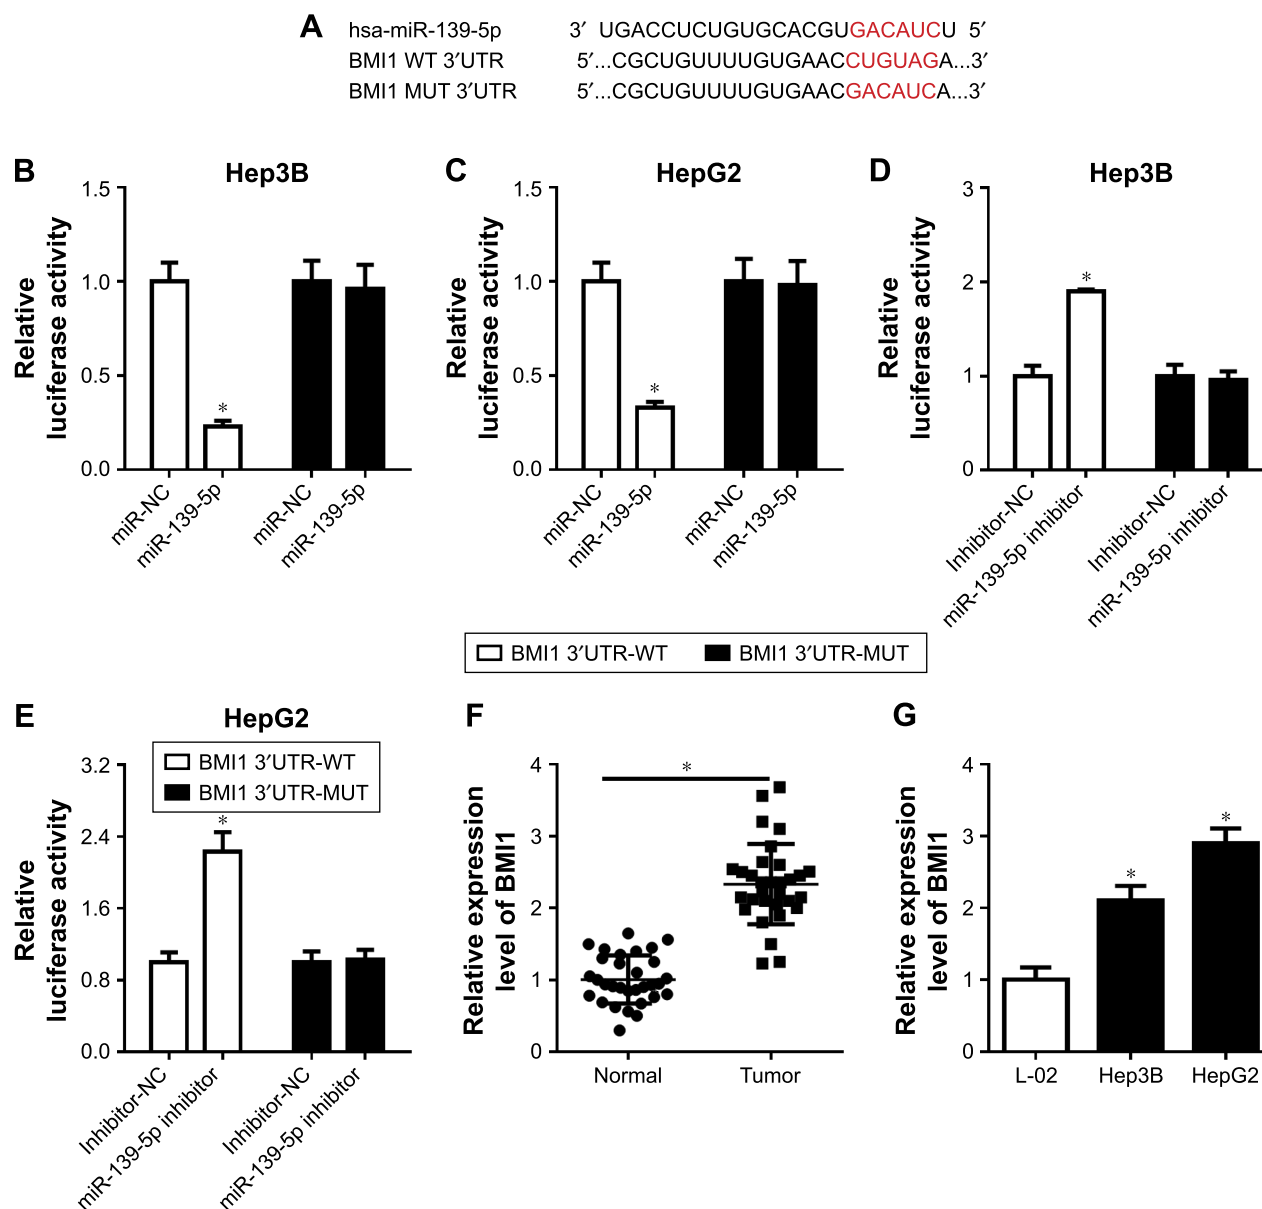 A
hsa-miR-139-5p 3′ UGACCUCUGUGCACGUGACAUCU 5′
BMI1 WT 3′UTR 5′...CGCUGUUUUGUGAACCUGUAGA...3′
BMI1 MUT 3′UTR 5′...CGCUGUUUUGUGAACGACAUCA...3′
B
Hep3B
Relative
luciferase activity
1.5
1.0
0.5
0.0
*
miR-NC
miR-139-5p
miR-NC
miR-139-5p
C
HepG2
Relative
luciferase activity
1.5
1.0
0.5
0.0
*
miR-NC
miR-139-5p
miR-NC
miR-139-5p
D
Hep3B
Relative
luciferase activity
3
2
1
0
*
Inhibitor-NC
miR-139-5p inhibitor
Inhibitor-NC
miR-139-5p inhibitor
BMI1 3′UTR-WT
BMI1 3′UTR-MUT
E
HepG2
BMI1 3′UTR-WT
BMI1 3′UTR-MUT
Relative
luciferase activity
3.2
2.4
1.6
0.8
0.0
*
Inhibitor-NC
miR-139-5p inhibitor
Inhibitor-NC
miR-139-5p inhibitor
F
Relative expression
level of BMI1
4
3
2
1
0
*
Normal
Tumor
G
Relative expression
level of BMI1
4
3
2
1
0
*
*
L-02
Hep3B
HepG2